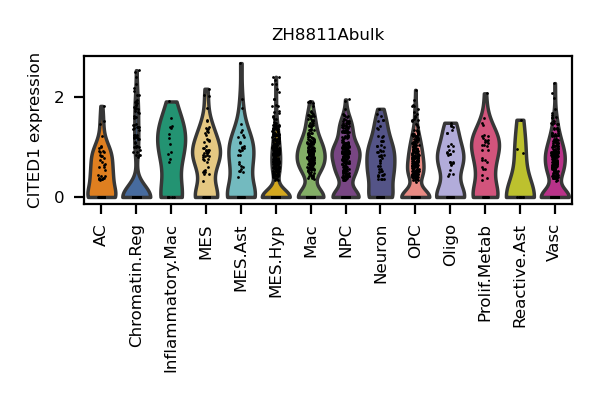 ZH8811Abulk
CITED1 expression
2
0
AC
Chromatin.Reg
Inflammatory.Mac
MES
MES.Ast
MES.Hyp
Mac
NPC
Neuron
OPC
Oligo
Prolif.Metab
Reactive.Ast
Vasc